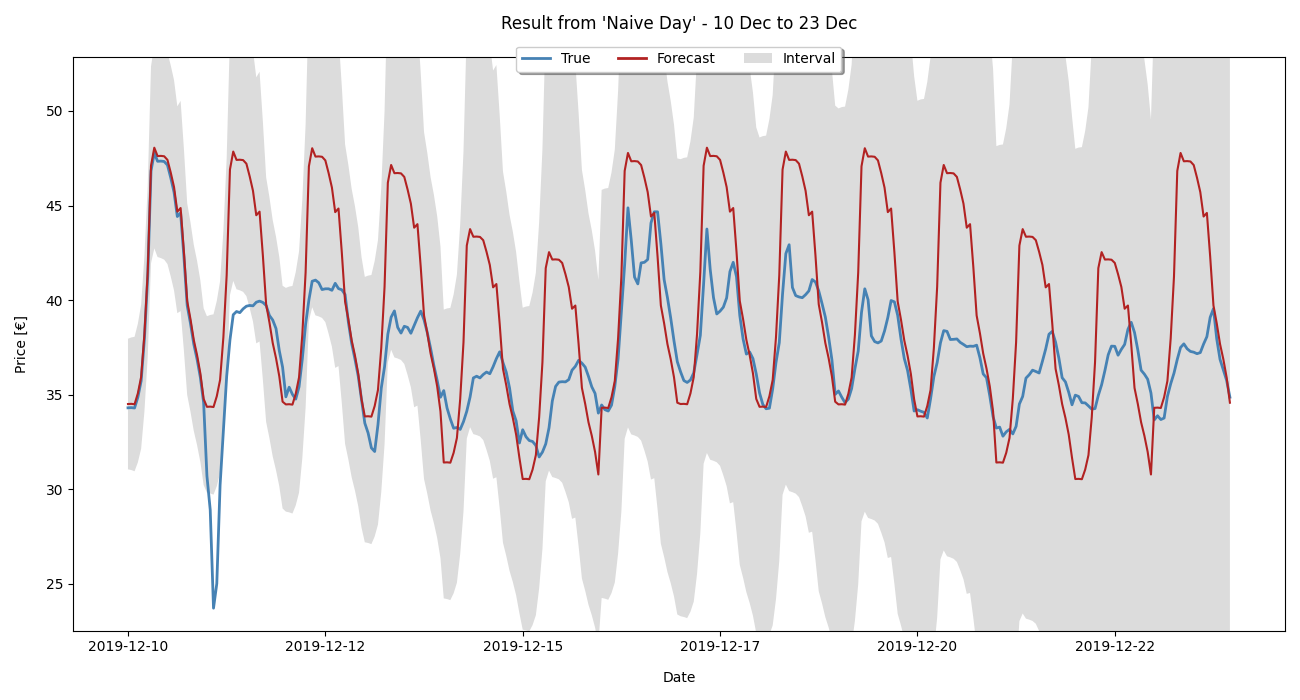 Result from 'Naive Day' - 10 Dec to 23 Dec
True Forecast Interval
50
45
40
35
30
25
Price [€]
2019-12-10 2019-12-12 2019-12-15 2019-12-17 2019-12-20 2019-12-22
Date